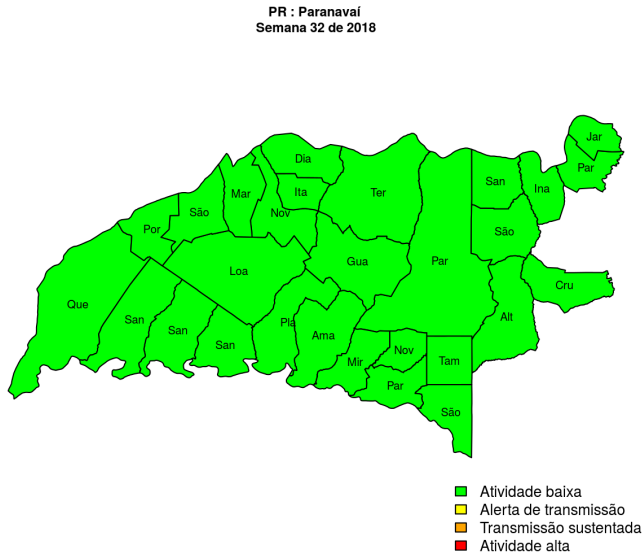 PR : Paranavaí
Semana 32 de 2018
Jar
Par
Dia
San
Ina
Ita
Ter
Mar
São
Nov
Por
São
Gua
Par
Loa
Cru
Que
San
San
San
Pla
Ama
Alt
Mir
Nov
Tam
Par
São
Atividade baixa
Alerta de transmissão
Transmissão sustentada
Atividade alta